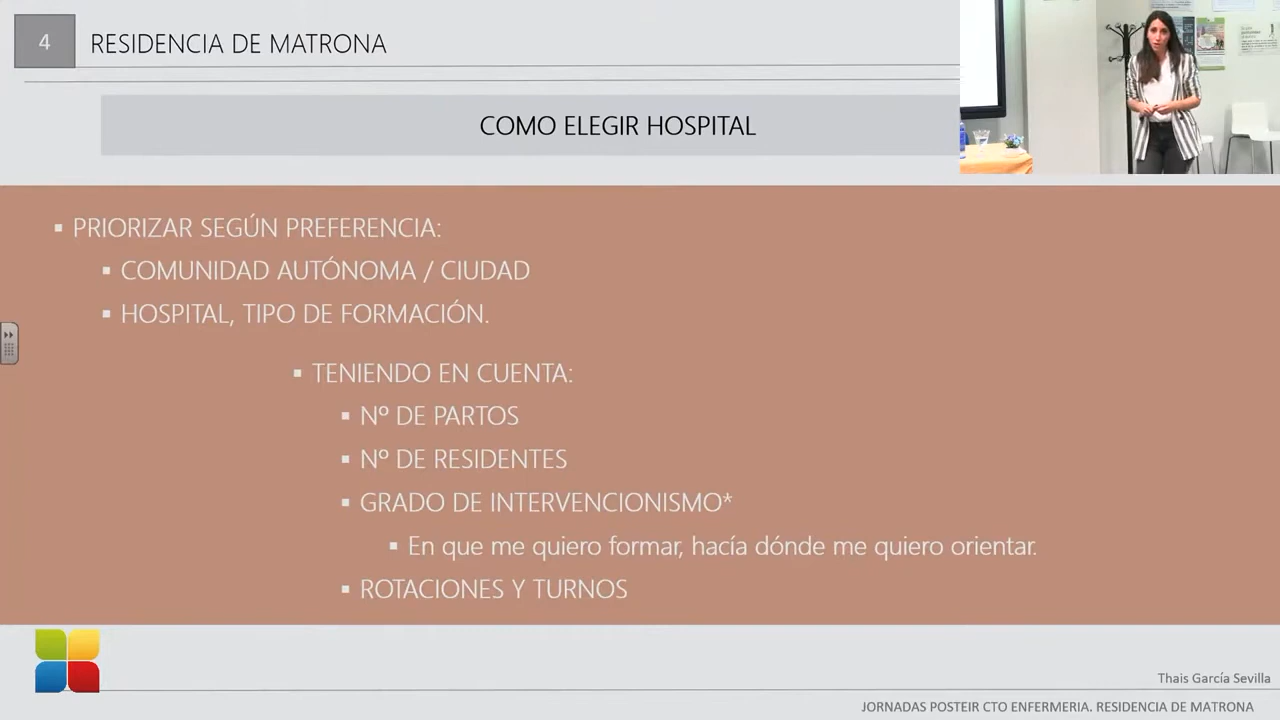 4
RESIDENCIA DE MATRONA
COMO ELEGIR HOSPITAL
▪ PRIORIZAR SEGÚN PREFERENCIA:
▪ COMUNIDAD AUTÓNOMA / CIUDAD
▪ HOSPITAL, TIPO DE FORMACIÓN.
▪ TENIENDO EN CUENTA:
▪ Nº DE PARTOS
▪ Nº DE RESIDENTES
▪ GRADO DE INTERVENCIONISMO*
▪ En que me quiero formar, hacía dónde me quiero orientar.
▪ ROTACIONES Y TURNOS
Thais García Sevilla
JORNADAS POSTEIR CTO ENFERMERIA. RESIDENCIA DE MATRONA